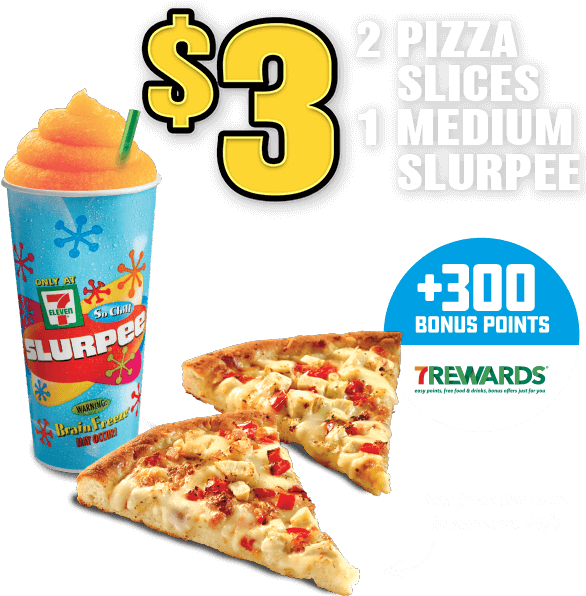 $3
2 PIZZA
SLICES
1 MEDIUM
SLURPEE
ONLY AT
7
ELEVEN
So Chill
SLURPEE
WARNING:
Brain Freeze
MAY OCCUR!
+300
BONUS POINTS
7REWARDS
easy points, free food & drinks, bonus offers just for you